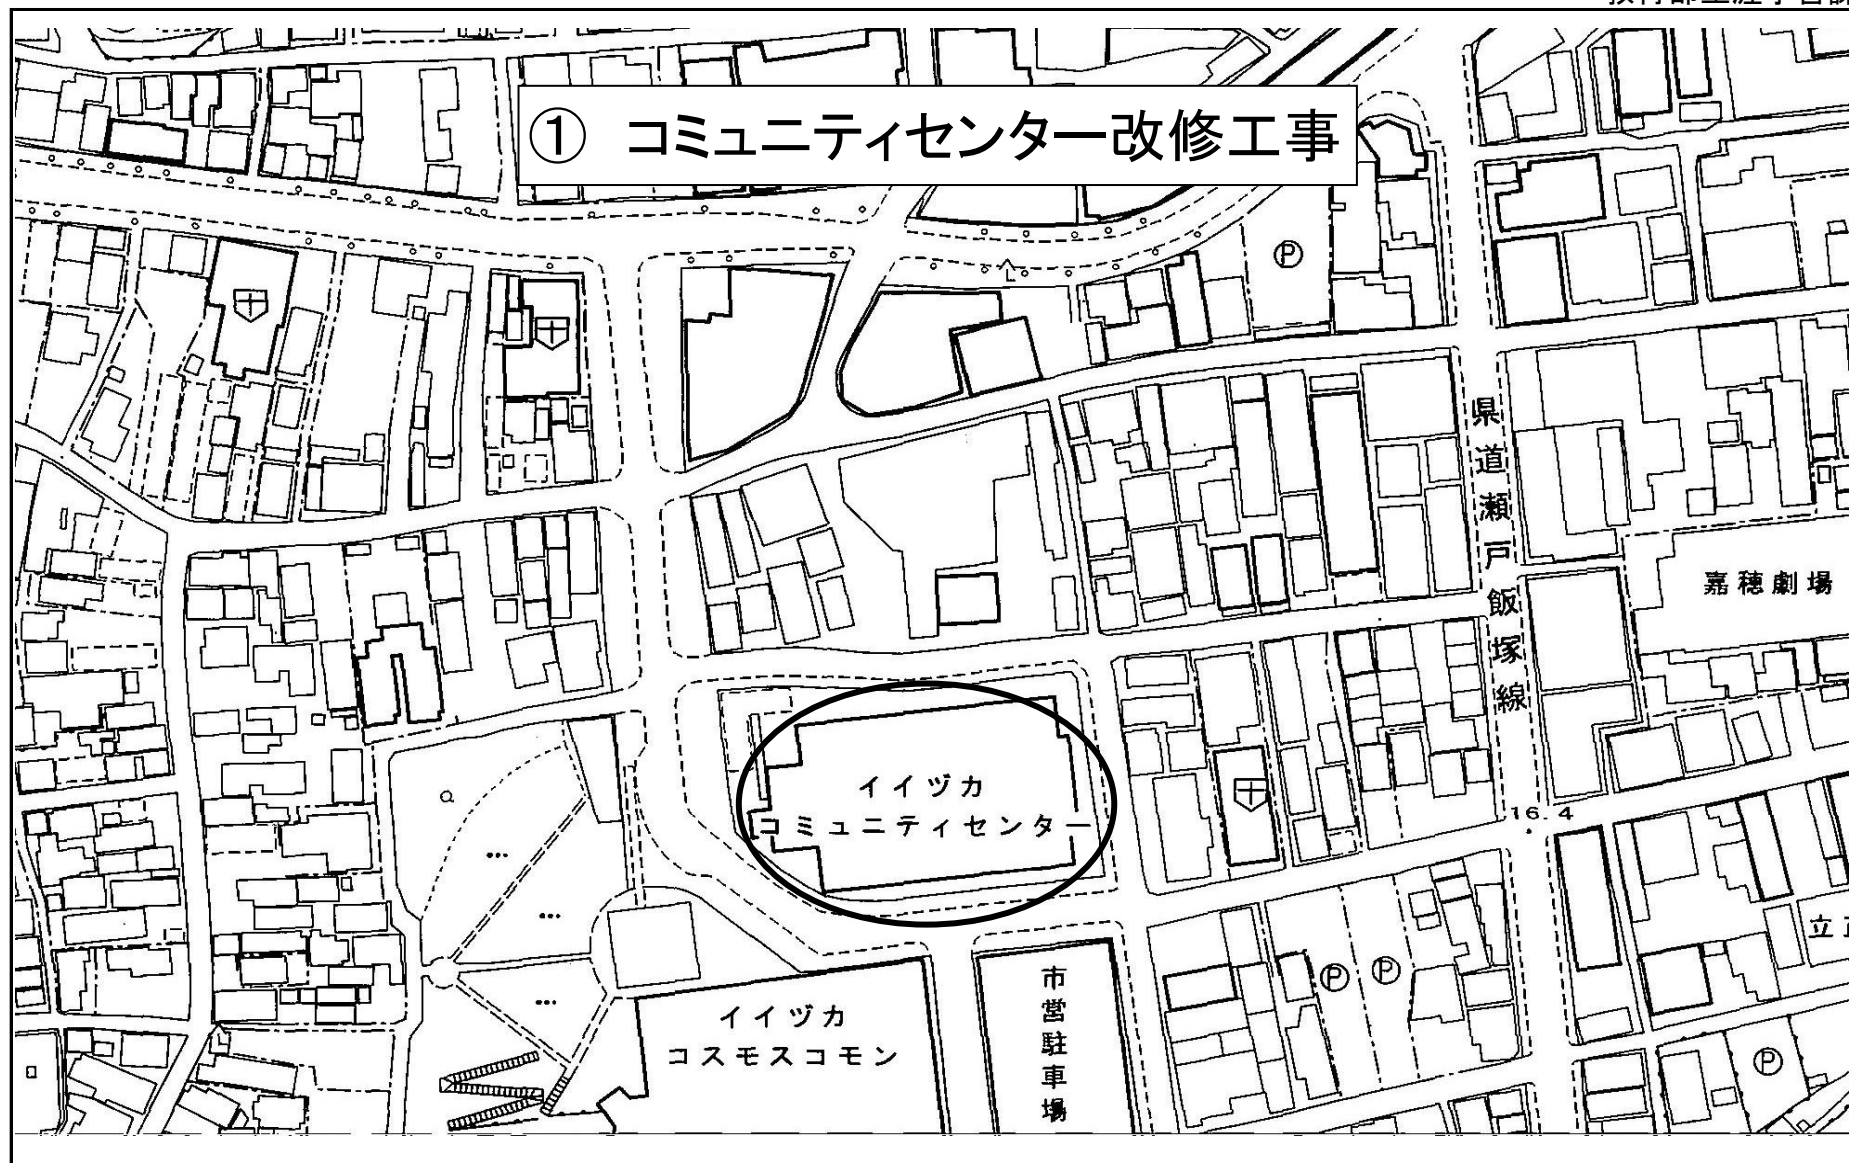 ① コミュニティセンター改修工事
Ⓟ
県道瀬戸飯塚線
嘉穂劇場
イイヅカ
コミュニティセンター
16.4
立
Ⓟ Ⓟ
市営駐車場
イイヅカ
コスモスコモン
Ⓟ